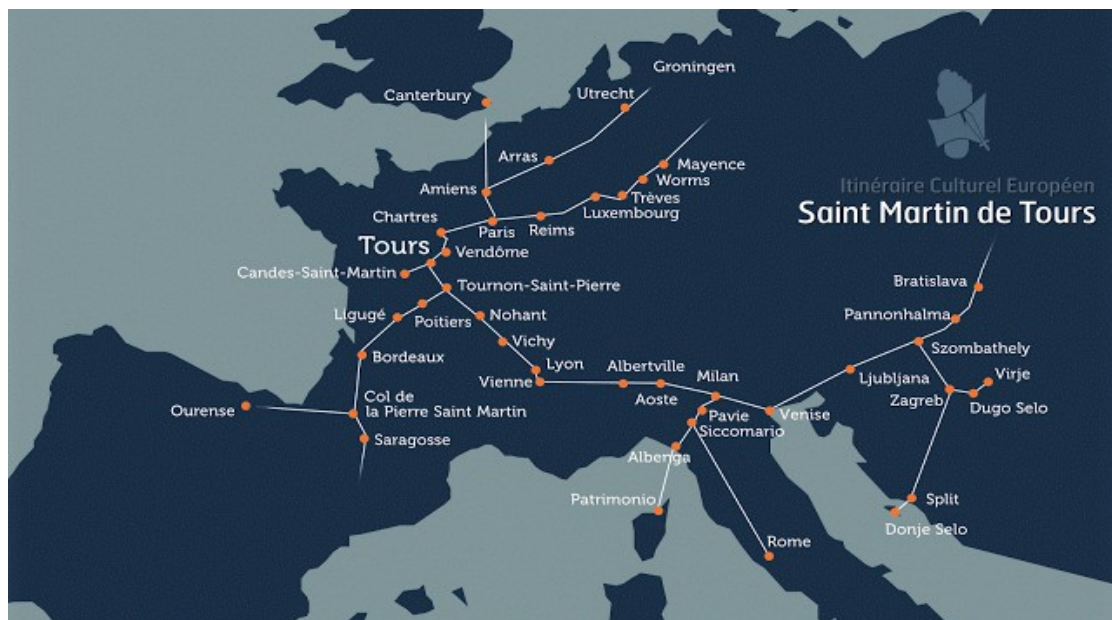 Groningen
Utrecht
Canterbury
Arras
Mayence
Worms
Amiens
Trèves
Luxembourg
Itinéraire Culturel Européen
Saint Martin de Tours
Chartres
Paris
Reims
Tours
Vendôme
Candes-Saint-Martin
Tournon-Saint-Pierre
Bratislava
Ligugé
Poitiers
Nohant
Pannonhalma
Vichy
Szombathely
Bordeaux
Lyon
Albertville
Vienne
Milan
Ljubljana
Virje
Aoste
Zagreb
Dugo Selo
Ourense
Col de
la Pierre Saint Martin
Pavie
Venise
Siccomario
Saragosse
Albenga
Patrimonio
Split
Donje Selo
Rome